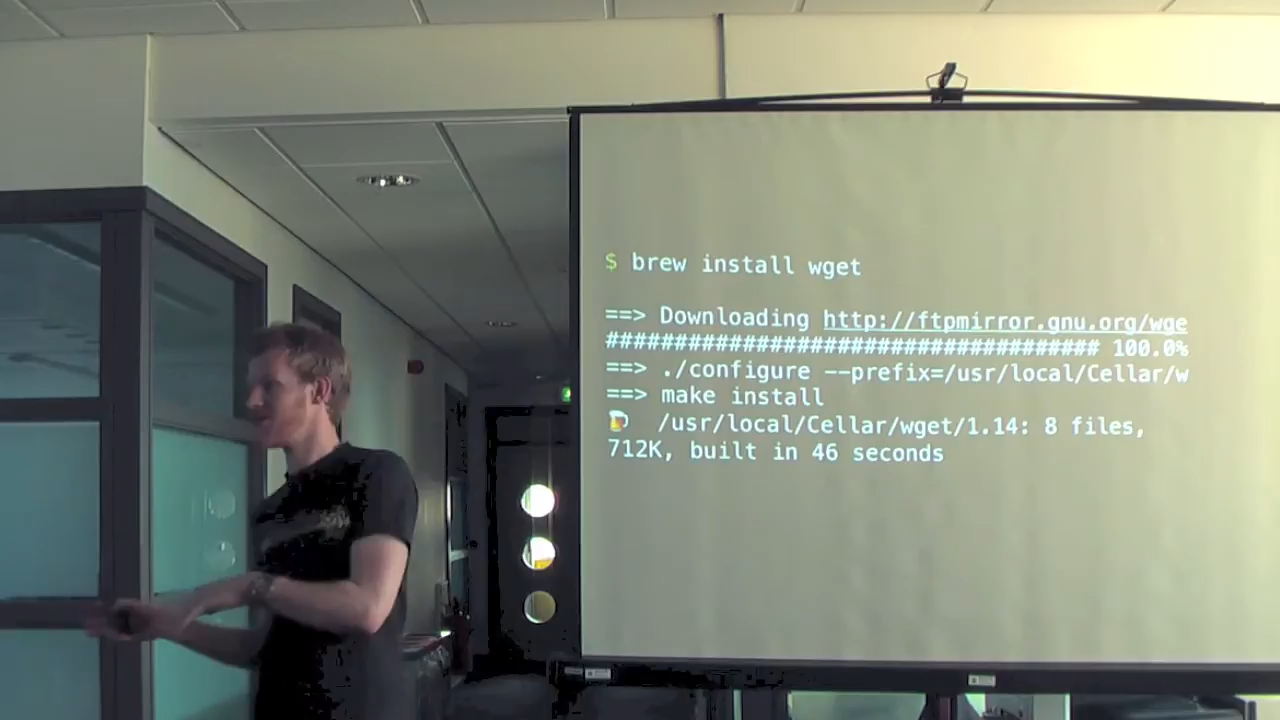 $ brew install wget
==> Downloading http://ftpmirror.gnu.org/wge
#################################### 100.0%
==> ./configure --prefix=/usr/local/Cellar/w
==> make install
/usr/local/Cellar/wget/1.14: 8 files,
712K, built in 46 seconds